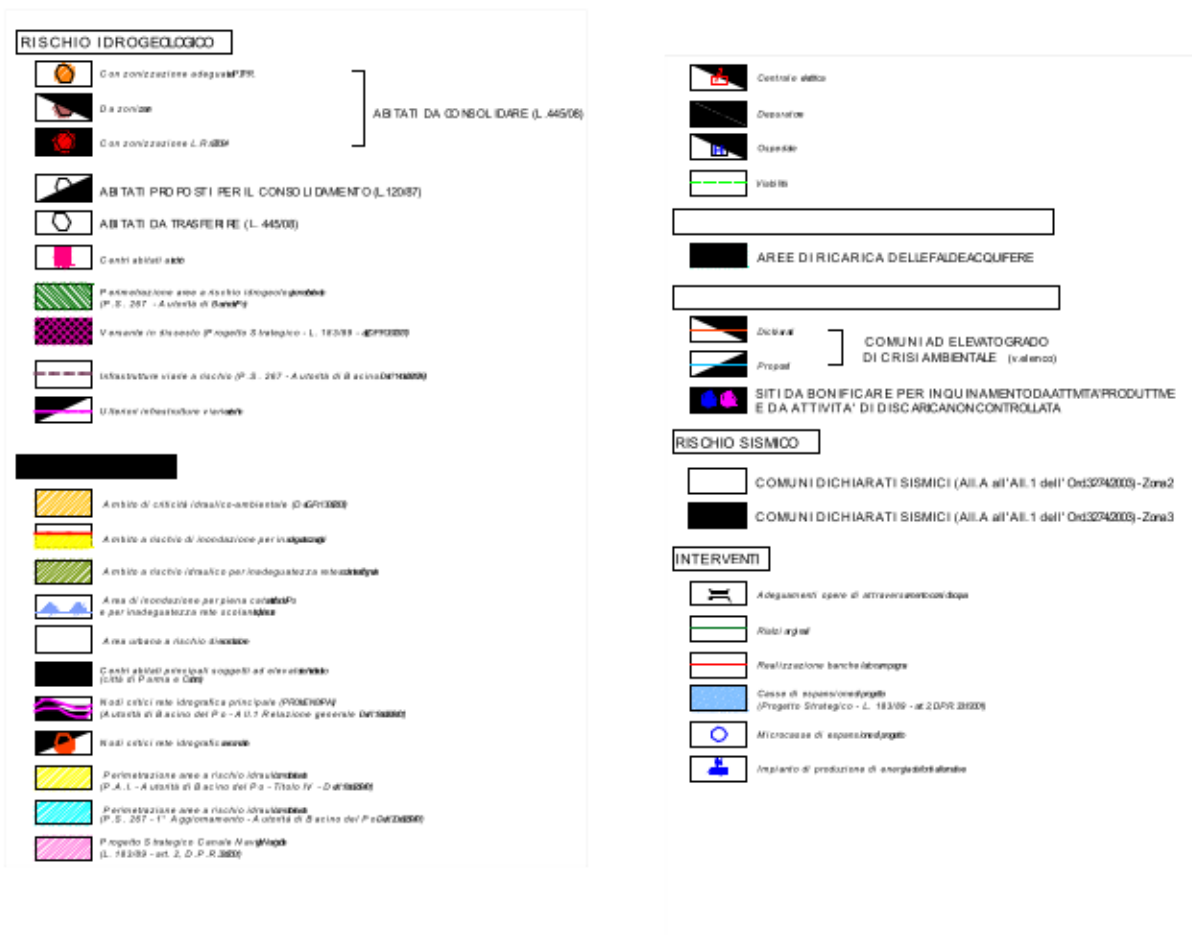 RISCHIO IDROGEOLOGICO
Con zonizzazione adeguata P.T.P.R.
Da zonizzare
Con zonizzazione L.R.
ABITATI DA CONSOLIDARE (L. 445/08)
ABITATI PROPOSTI PER IL CONSOLIDAMENTO (L.120/87)
ABITATI DA TRASFERIRE (L. 445/08)
Centri abitati
Perimetrazione aree a rischio
(P.S. 267 - Autorità di
Versante in dissesto (Progetto Strategico - L. 183/89 -
Infrastrutture viarie a rischio (P.S. 267 - Autorità di Bacino
Ulteriori infrastrutture viarie
Ambito di criticità idraulico-ambientale
Ambito a rischio di inondazione per
Ambito a rischio idraulico per inadeguatezza rete
Area di inondazione per piena
e per inadeguatezza rete
Area urbana a rischio di
Centri abitati principali soggetti ad
(città di Parma e
Nodi critici rete idrografica principale
(Autorità di Bacino del Po - All.1 Relazione generale
Nodi critici rete idrografica
Perimetrazione aree a rischio
(P.A.I. - Autorità di Bacino del Po - Titolo IV -
Perimetrazione aree a rischio
(P.S. 267 - 1° Aggiornamento - Autorità di Bacino del Po
Progetto Strategico Canale
(L. 183/89 - art. 2, D.P.R.
Centrale elettrica
Depuratore
Ospedale
Viabilità
AREE DI RICARICA DELLE FALDE ACQUIFERE
Dichiarati
Proposti
COMUNI AD ELEVATO GRADO
DI CRISI AMBIENTALE (v. elenco)
SITI DA BONIFICARE PER INQUINAMENTO DA ATTIVITA' PRODUTTIVE
E DA ATTIVITA' DI DISCARICA NON CONTROLLATA
RISCHIO SISMICO
COMUNI DICHIARATI SISMICI (All.A all'All.1 dell' Ord.3274/2003) - Zona 2
COMUNI DICHIARATI SISMICI (All.A all'All.1 dell' Ord.3274/2003) - Zona 3
INTERVENTI
Adeguamenti opere di attraversamento
Rialzi arginali
Realizzazione banche
Casse di espansione
(Progetto Strategico - L. 183/89 - art.2 DPR
Microcasse di espansione
Impianto di produzione di energia